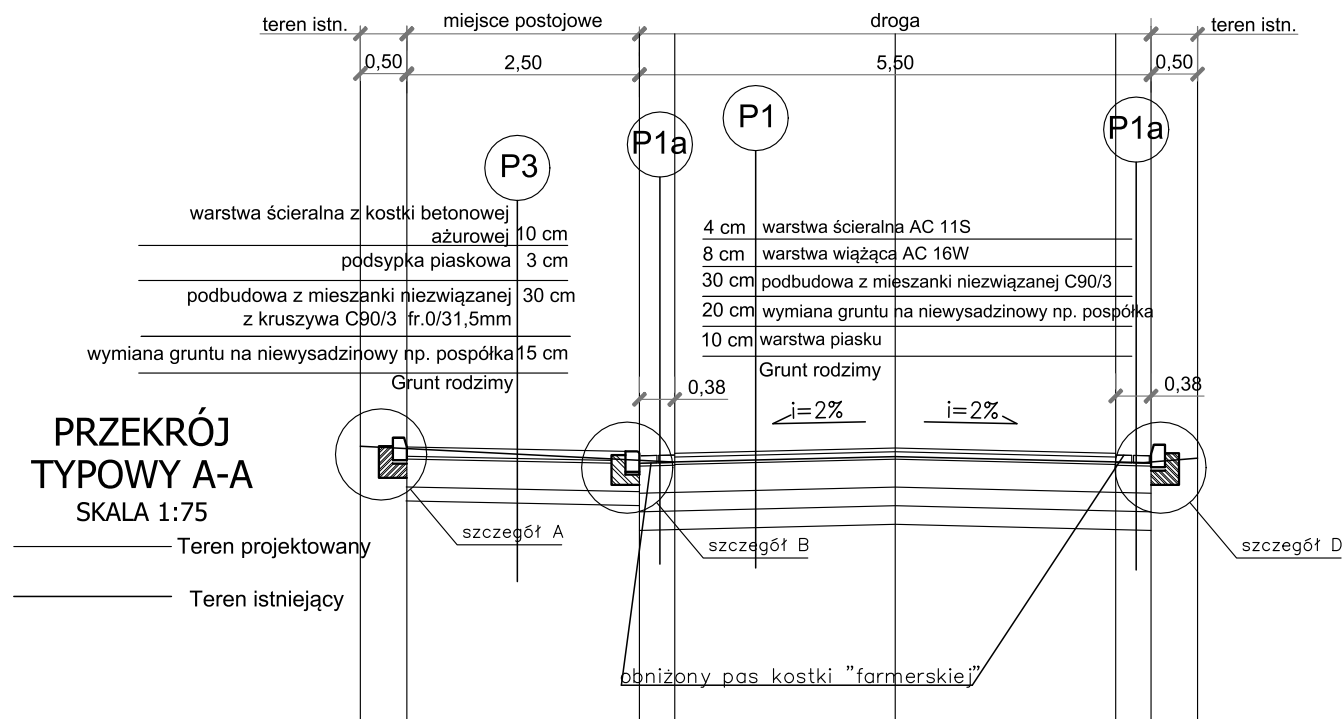 teren istn.
miejsce postojowe
droga
teren istn.
0,50
2,50
5,50
0,50
P3
P1a
P1
P1a
warstwa ścieralna z kostki betonowej
ażurowej 10 cm
podsypka piaskowa 3 cm
podbudowa z mieszanki niezwiązanej 30 cm
z kruszywa C90/3 fr.0/31,5mm
wymiana gruntu na niewysadzinowy np. pospółka 15 cm
Grunt rodzimy
4 cm warstwa ścieralna AC 11S
8 cm warstwa wiążąca AC 16W
30 cm podbudowa z mieszanki niezwiązanej C90/3
20 cm wymiana gruntu na niewysadzinowy np. pospółka
10 cm warstwa piasku
Grunt rodzimy
0,38
0,38
i=2%
i=2%
PRZEKRÓJ
TYPOWY A-A
SKALA 1:75
Teren projektowany
Teren istniejący
szczegół A
szczegół B
szczegół D
obniżony pas kostki "farmerskiej"